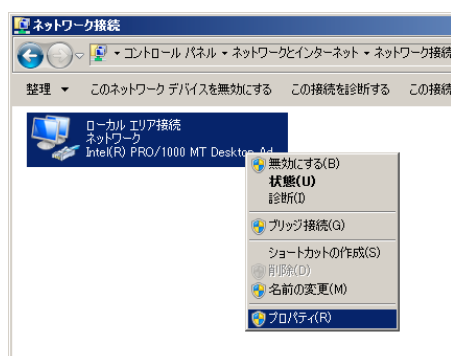 ネットワーク接続
コントロール パネル ネットワークとインターネット ネットワーク接続
整理 このネットワーク デバイスを無効にする この接続を診断する この接続
ローカル エリア接続
ネットワーク
Intel(R) PRO/1000 MT Desktop Ad
無効にする(B)
状態(U)
診断(I)
ブリッジ接続(G)
ショートカットの作成(S)
削除(D)
名前の変更(M)
プロパティ(R)